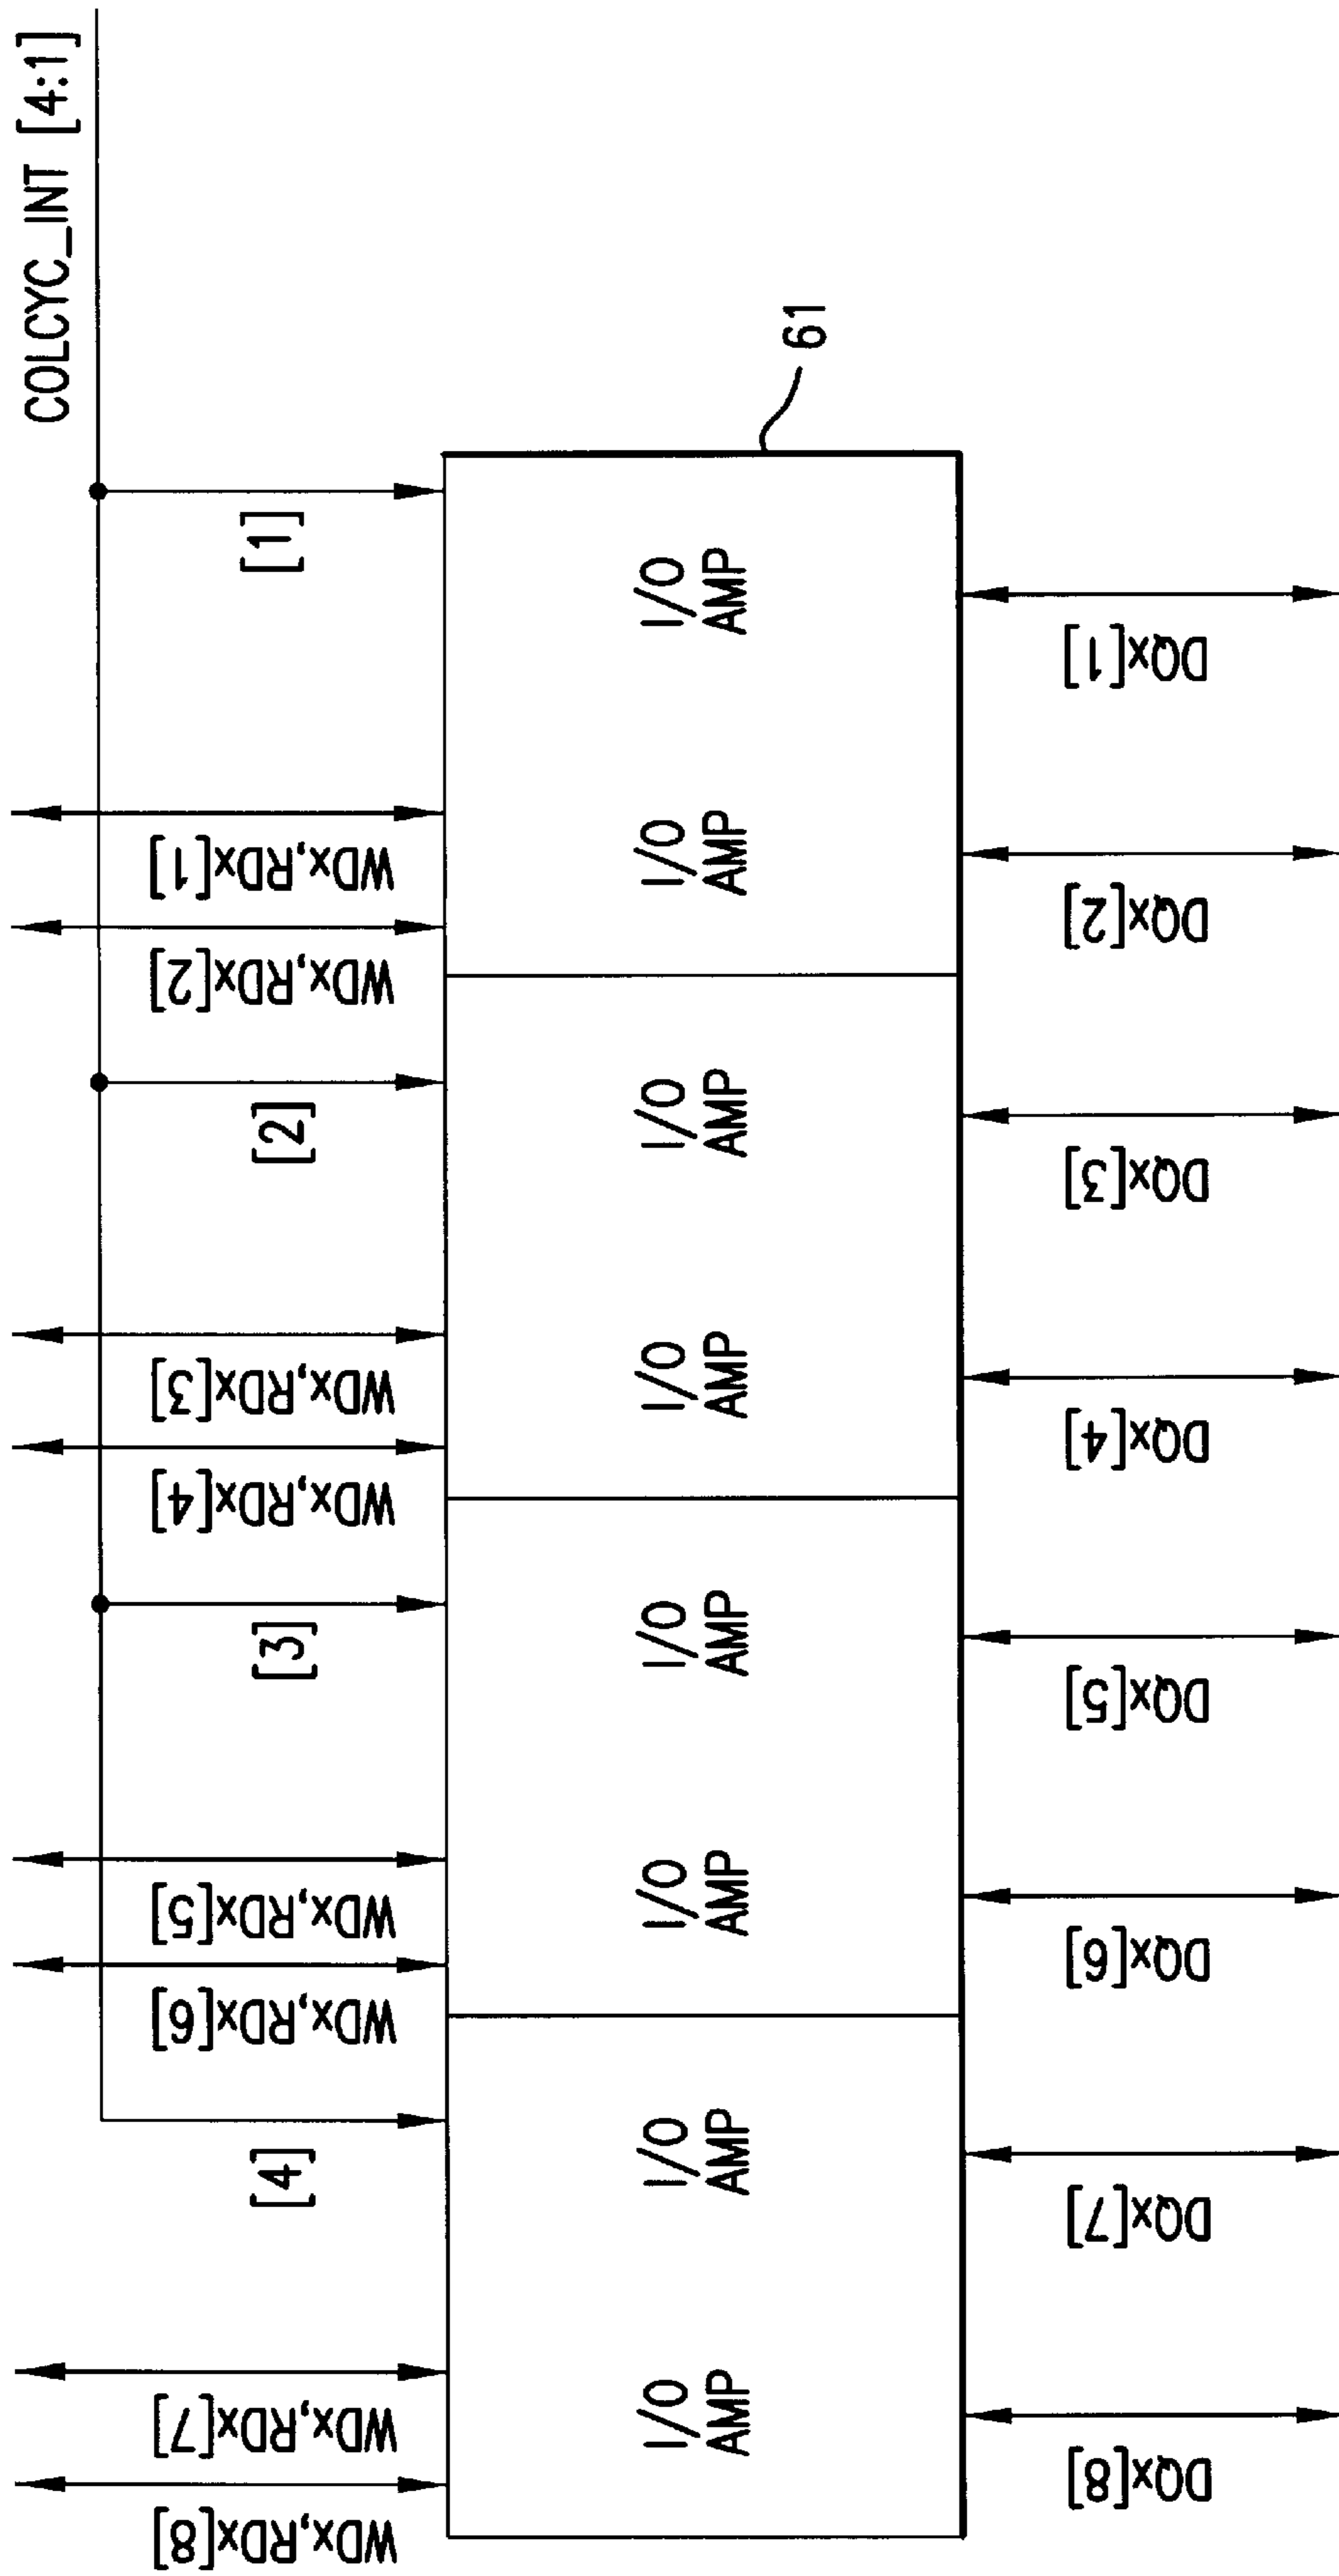 COLCYC_INT [4:1]
[1]
WDx,RDx[1]
WDx,RDx[2]
[2]
WDx,RDx[3]
WDx,RDx[4]
[3]
WDx,RDx[5]
WDx,RDx[6]
[4]
WDx,RDx[7]
WDx,RDx[8]
61
I/O
AMP
I/O
AMP
I/O
AMP
I/O
AMP
I/O
AMP
I/O
AMP
I/O
AMP
I/O
AMP
DQx[1]
DQx[2]
DQx[3]
DQx[4]
DQx[5]
DQx[6]
DQx[7]
DQx[8]